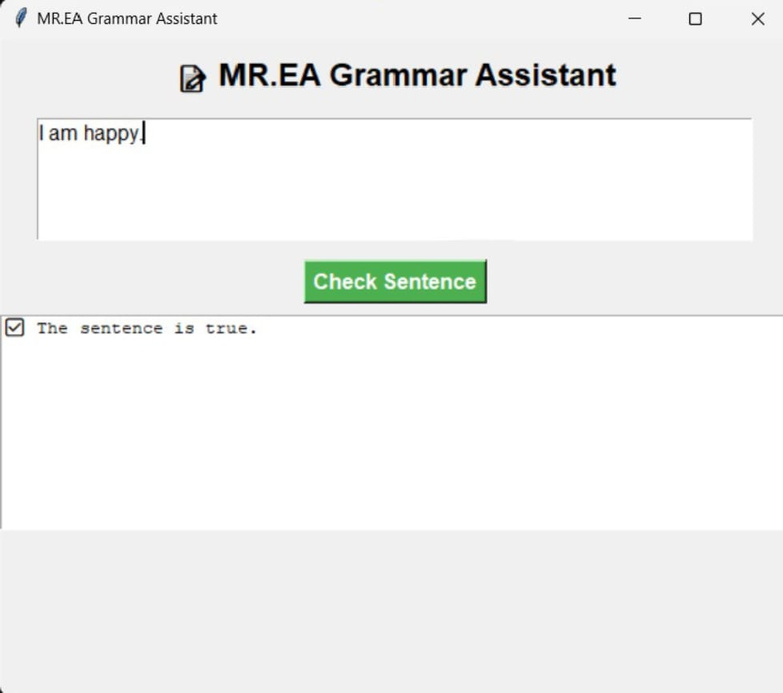 MR.EA Grammar Assistant
MR.EA Grammar Assistant
I am happy.
Check Sentence
The sentence is true.